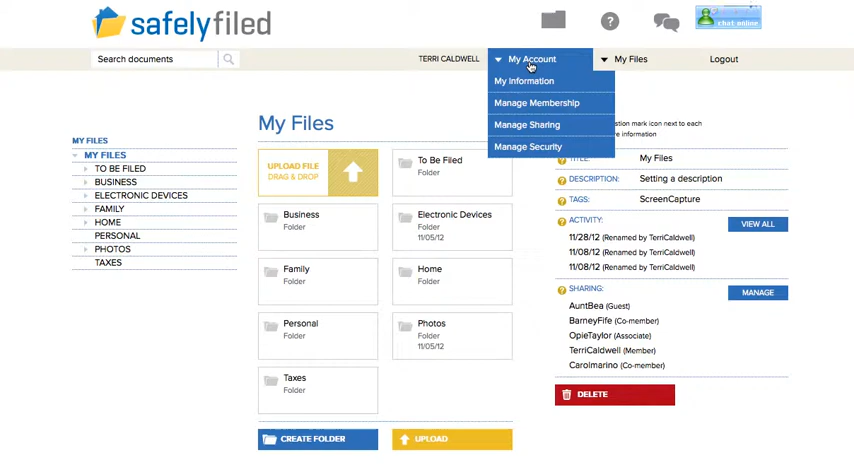 safelyfiled
chat online
Search documents
TERRI CALDWELL
My Account
My Files
Logout
My Information
Manage Membership
Manage Sharing
Manage Security
MY FILES
MY FILES
TO BE FILED
BUSINESS
ELECTRONIC DEVICES
FAMILY
HOME
PERSONAL
PHOTOS
TAXES
My Files
UPLOAD FILE
DRAG & DROP
To Be Filed
Folder
Business
Folder
Electronic Devices
Folder
11/05/12
Family
Folder
Home
Folder
Personal
Folder
Photos
Folder
11/05/12
Taxes
Folder
CREATE FOLDER
UPLOAD
question mark icon next to each
information
TITLE: My Files
DESCRIPTION: Setting a description
TAGS: ScreenCapture
ACTIVITY:
VIEW ALL
11/28/12 (Renamed by TerriCaldwell)
11/08/12 (Renamed by TerriCaldwell)
11/08/12 (Renamed by TerriCaldwell)
SHARING:
MANAGE
AuntBea (Guest)
BarneyFife (Co-member)
OpieTaylor (Associate)
TerriCaldwell (Member)
Carolmarino (Co-member)
DELETE